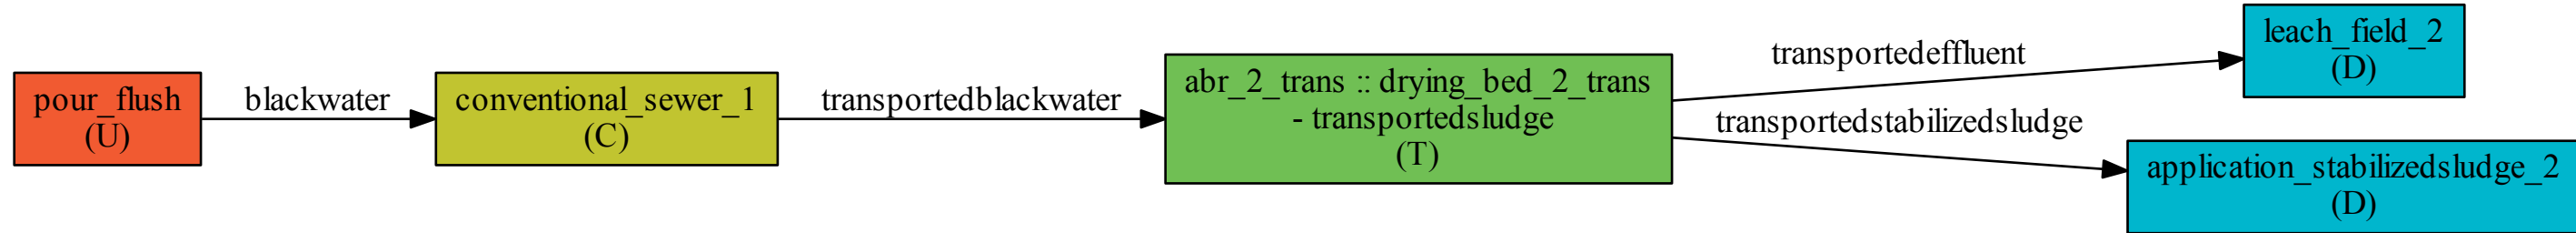 pour_flush
(U)
blackwater
conventional_sewer_1
(C)
transportedblackwater
abr_2_trans :: drying_bed_2_trans
- transportedsludge
(T)
transportedeffluent
transportedstabilizedsludge
leach_field_2
(D)
application_stabilizedsludge_2
(D)